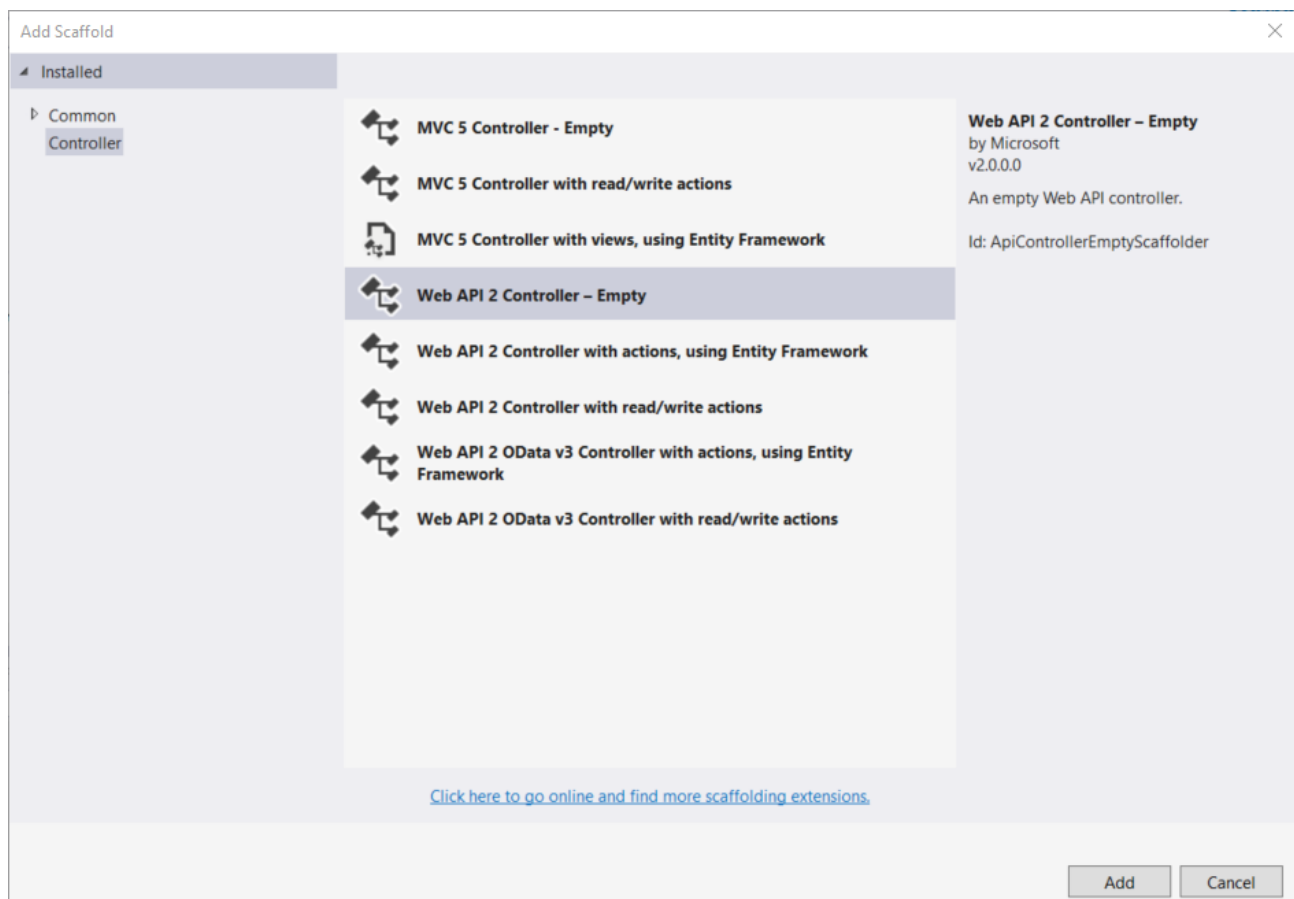 Add Scaffold
Installed
Common
Controller
MVC 5 Controller - Empty
MVC 5 Controller with read/write actions
MVC 5 Controller with views, using Entity Framework
Web API 2 Controller – Empty
Web API 2 Controller with actions, using Entity Framework
Web API 2 Controller with read/write actions
Web API 2 OData v3 Controller with actions, using Entity
Framework
Web API 2 OData v3 Controller with read/write actions
Click here to go online and find more scaffolding extensions.
Web API 2 Controller – Empty
by Microsoft
v2.0.0.0
An empty Web API controller.
Id: ApiControllerEmptyScaffolder
Add
Cancel